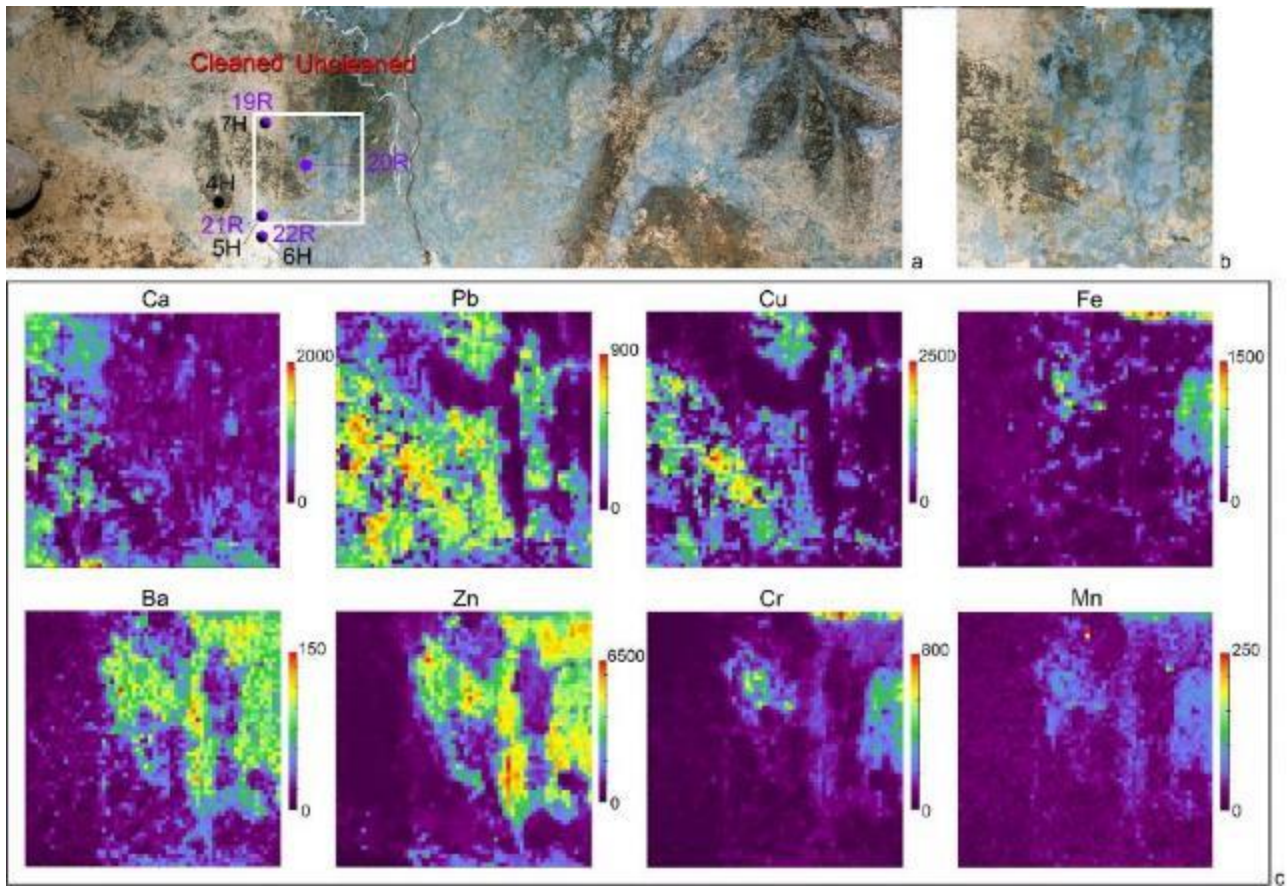 Cleaned Uncleaned
19R
7H
20R
4H
21R 22R
5H 6H
a b
Ca Pb Cu Fe
2000 900 2500 1500
0 0 0 0
Ba Zn Cr Mn
150 6500 800 250
0 0 0 0
c